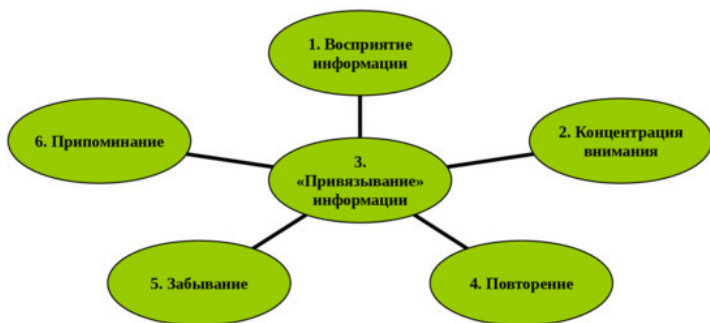 1. Восприятие
информации
2. Концентрация
внимания
3.
«Привязывание»
информации
4. Повторение
5. Забывание
6. Припоминание